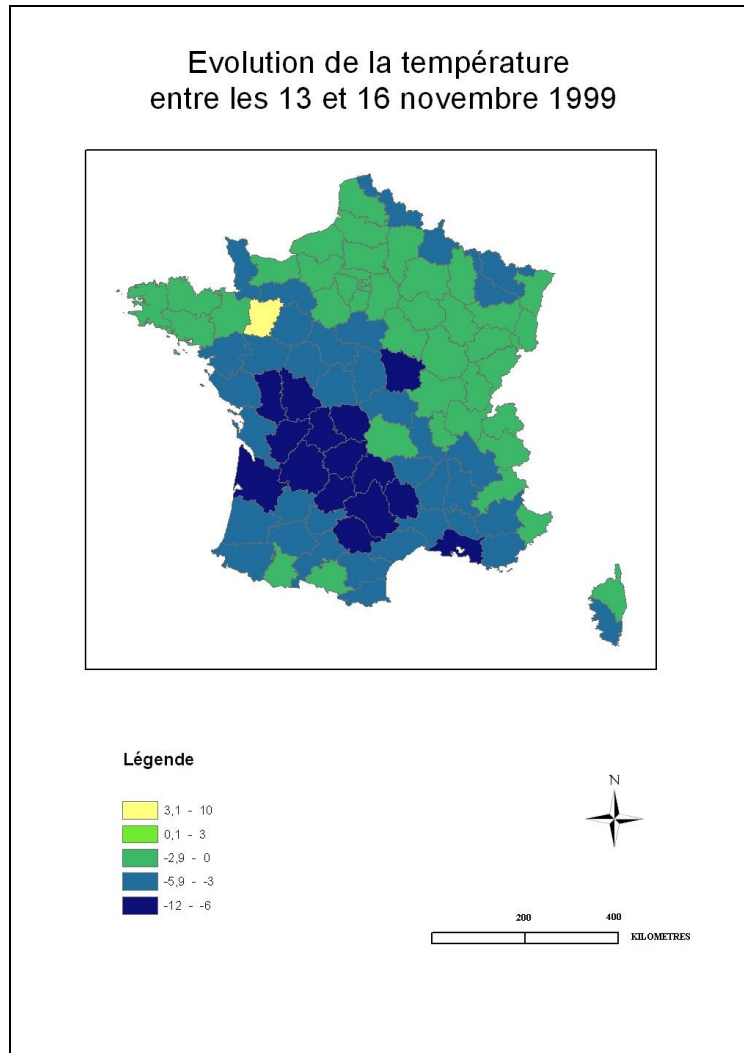 Evolution de la température
entre les 13 et 16 novembre 1999
Légende
3,1 - 10
0,1 - 3
-2,9 - 0
-5,9 - -3
-12 - -6
N
200 400
KILOMETRES